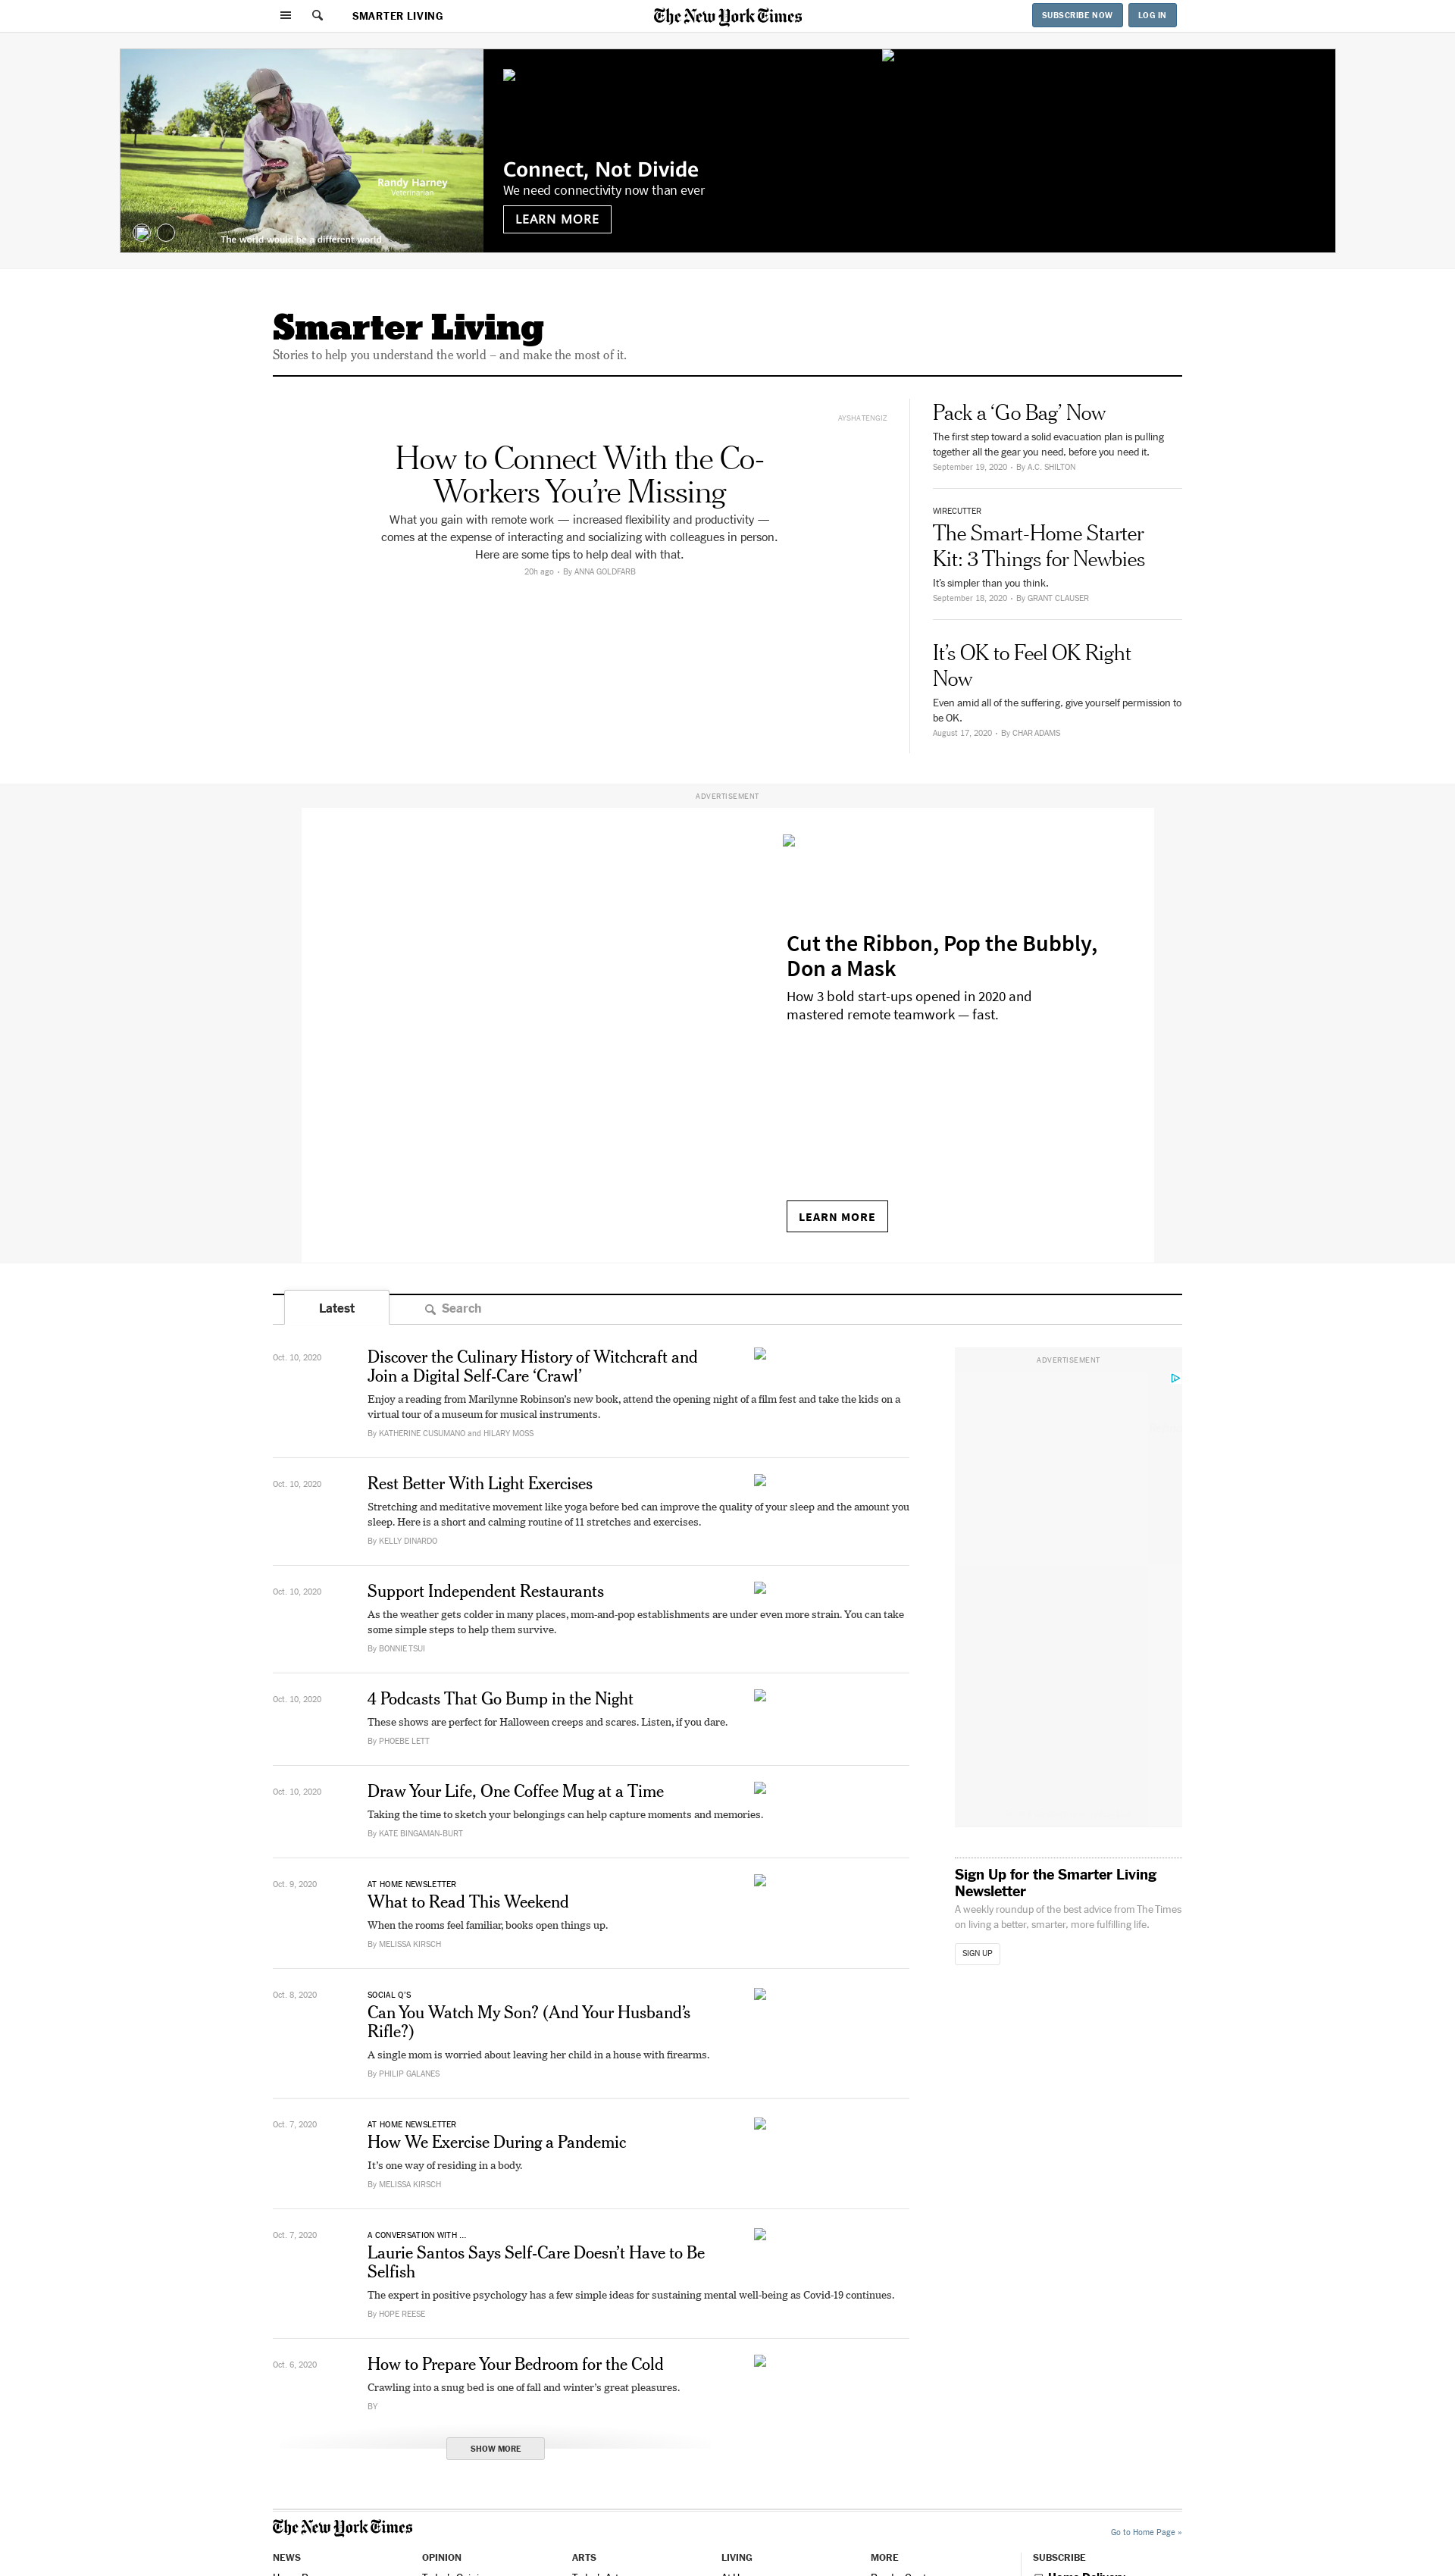 SMARTER LIVING
The New York Times
SUBSCRIBE NOW
LOG IN
Randy Harney
Veterinarian
The world would be a different world
Connect, Not Divide
We need connectivity now than ever
LEARN MORE
Smarter Living
Stories to help you understand the world – and make the most of it.
AYSHA TENGIZ
How to Connect With the Co-
Workers You’re Missing
What you gain with remote work — increased flexibility and productivity —
comes at the expense of interacting and socializing with colleagues in person.
Here are some tips to help deal with that.
20h ago • By ANNA GOLDFARB
Pack a ‘Go Bag’ Now
The first step toward a solid evacuation plan is pulling
together all the gear you need, before you need it.
September 19, 2020 • By A.C. SHILTON
WIRECUTTER
The Smart-Home Starter
Kit: 3 Things for Newbies
It’s simpler than you think.
September 18, 2020 • By GRANT CLAUSER
It’s OK to Feel OK Right
Now
Even amid all of the suffering, give yourself permission to
be OK.
August 17, 2020 • By CHAR ADAMS
ADVERTISEMENT
Cut the Ribbon, Pop the Bubbly,
Don a Mask
How 3 bold start-ups opened in 2020 and
mastered remote teamwork — fast.
LEARN MORE
Latest
Search
Oct. 10, 2020
Discover the Culinary History of Witchcraft and
Join a Digital Self-Care ‘Crawl’
Enjoy a reading from Marilynne Robinson’s new book, attend the opening night of a film fest and take the kids on a
virtual tour of a museum for musical instruments.
By KATHERINE CUSUMANO and HILARY MOSS
Oct. 10, 2020
Rest Better With Light Exercises
Stretching and meditative movement like yoga before bed can improve the quality of your sleep and the amount you
sleep. Here is a short and calming routine of 11 stretches and exercises.
By KELLY DINARDO
Oct. 10, 2020
Support Independent Restaurants
As the weather gets colder in many places, mom-and-pop establishments are under even more strain. You can take
some simple steps to help them survive.
By BONNIE TSUI
Oct. 10, 2020
4 Podcasts That Go Bump in the Night
These shows are perfect for Halloween creeps and scares. Listen, if you dare.
By PHOEBE LETT
Oct. 10, 2020
Draw Your Life, One Coffee Mug at a Time
Taking the time to sketch your belongings can help capture moments and memories.
By KATE BINGAMAN-BURT
Oct. 9, 2020
AT HOME NEWSLETTER
What to Read This Weekend
When the rooms feel familiar, books open things up.
By MELISSA KIRSCH
Oct. 8, 2020
SOCIAL Q’S
Can You Watch My Son? (And Your Husband’s
Rifle?)
A single mom is worried about leaving her child in a house with firearms.
By PHILIP GALANES
Oct. 7, 2020
AT HOME NEWSLETTER
How We Exercise During a Pandemic
It’s one way of residing in a body.
By MELISSA KIRSCH
Oct. 7, 2020
A CONVERSATION WITH ...
Laurie Santos Says Self-Care Doesn’t Have to Be
Selfish
The expert in positive psychology has a few simple ideas for sustaining mental well-being as Covid-19 continues.
By HOPE REESE
Oct. 6, 2020
How to Prepare Your Bedroom for the Cold
Crawling into a snug bed is one of fall and winter’s great pleasures.
BY
SHOW MORE
ADVERTISEMENT
Sign Up for the Smarter Living
Newsletter
A weekly roundup of the best advice from The Times
on living a better, smarter, more fulfilling life.
SIGN UP
The New York Times
Go to Home Page »
NEWS
OPINION
ARTS
LIVING
MORE
SUBSCRIBE
Home Delivery